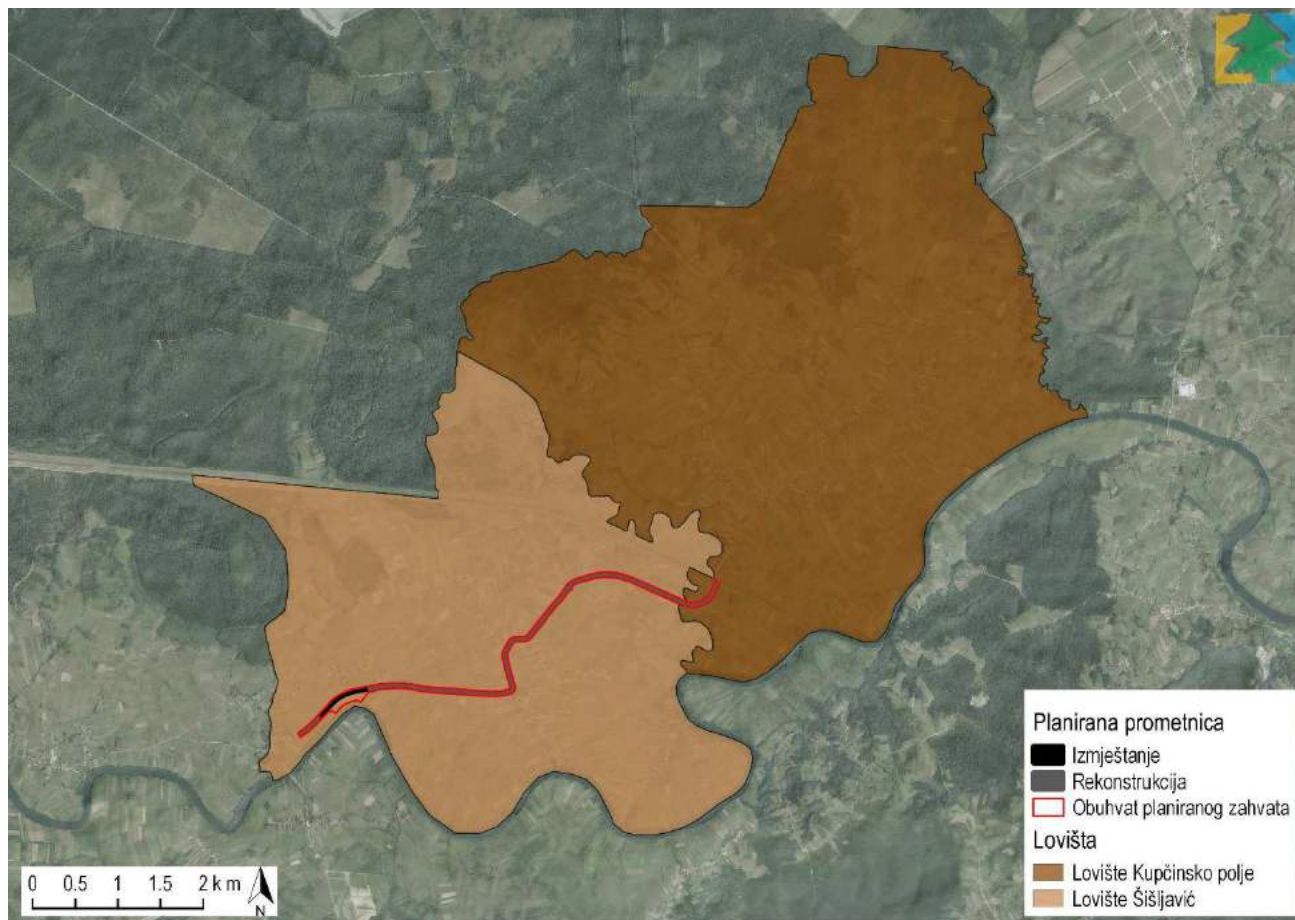 Planirana prometnica
Izmještanje
Rekonstrukcija
Obuhvat planiranog zahvata
Lovišta
Lovište Kupčinsko polje
Lovište Šišljavić
0 0.5 1 1.5 2 km
N